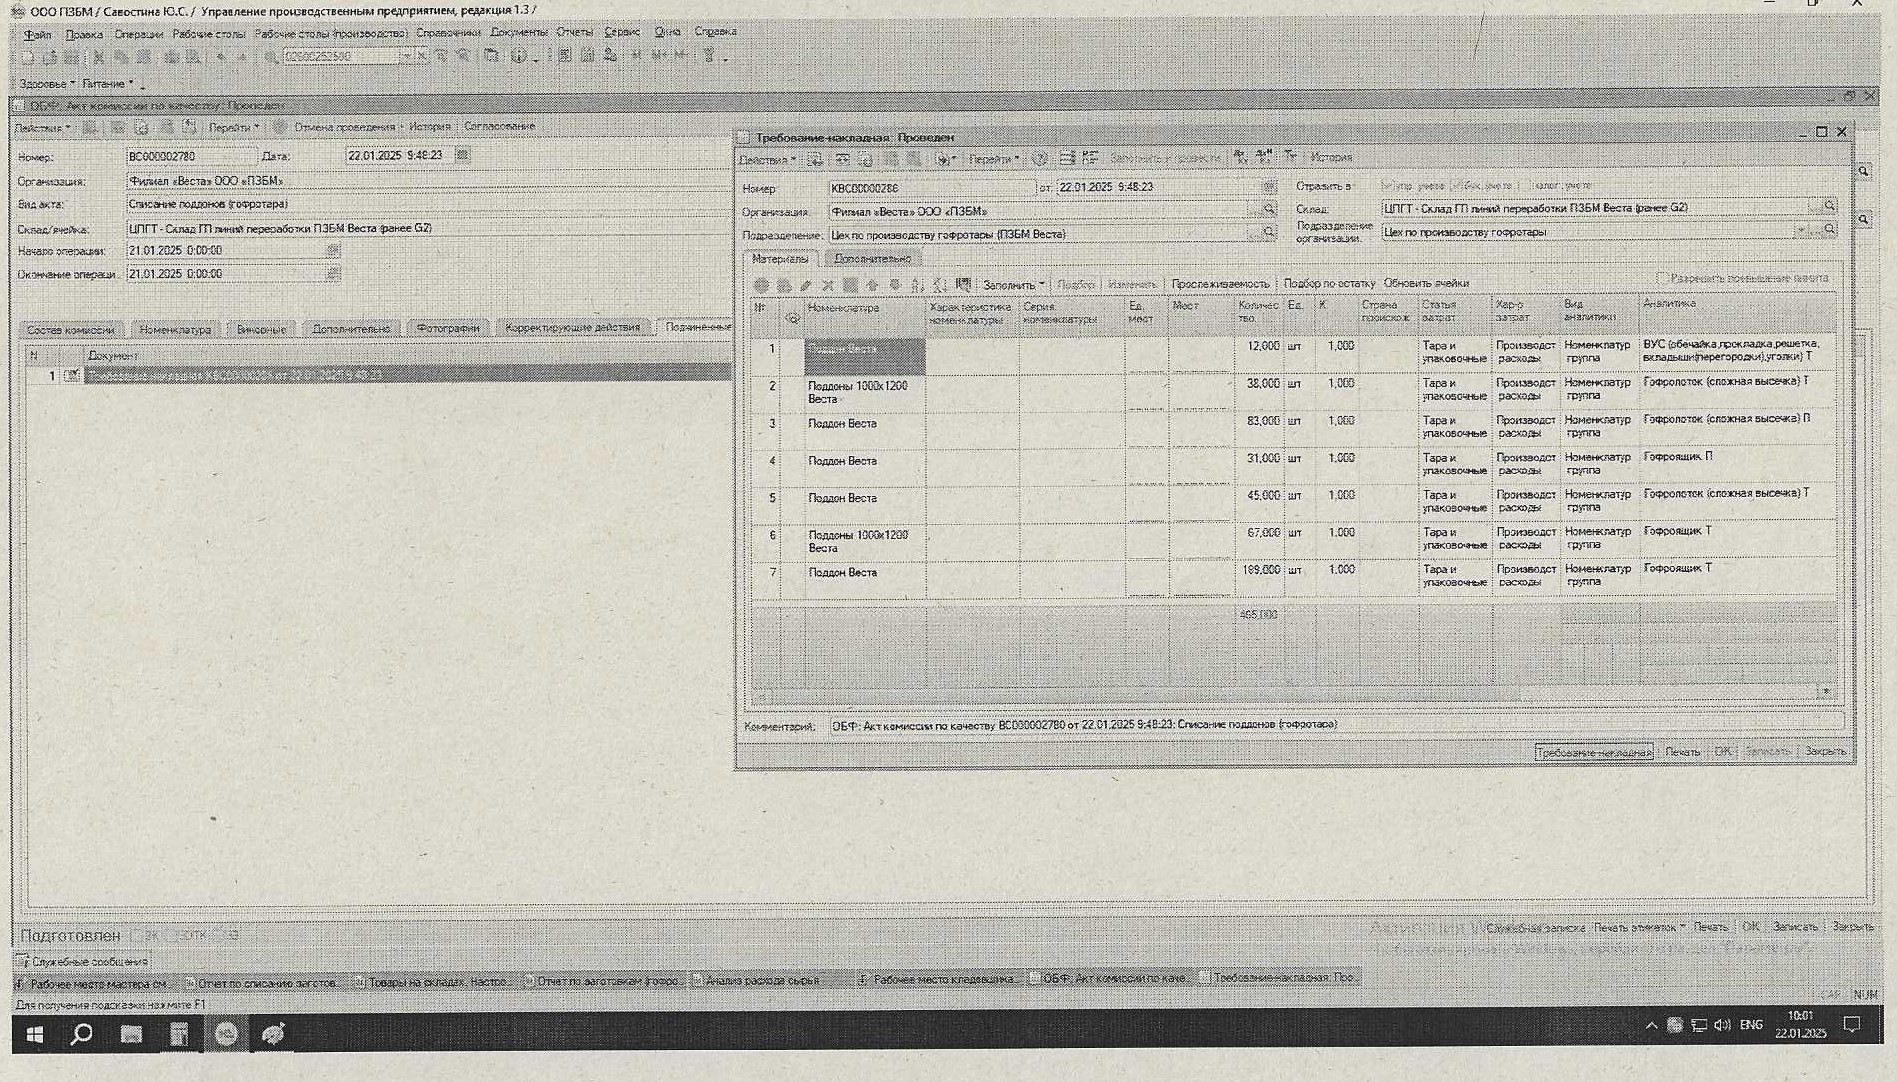 ООО ПЗБМ / Савостина Ю.С. / Управление производственным предприятием, редакция 1.3 /
Файл Правка Операции Рабочие столы Рабочие столы (производство) Справочники Документы Отчеты Сервис Окна Справка
02600252500
Здоровье Питание
ОБФ: Акт комиссии по качеству: Проведен
Действия Перейти Отмена проведения История Согласование
Номер: ВС000002780 Дата: 22.01.2025 9:48:23
Организация: Филиал «Веста» ООО «ПЗБМ»
Вид акта: Списание поддонов (гофротара)
Склад/ячейка: ЦПГТ - Склад ГП линий переработки ПЗБМ Веста (ранее G2)
Начало операции: 21.01.2025 0:00:00
Окончание операци... 21.01.2025 0:00:00
Состав комиссии Номенклатура Виновные Дополнительно Фотографии Корректирующие действия Подчиненные
N Документ
1
Требование-накладная: Проведен
Действия Перейти История
Номер КВС00000286 от 22.01.2025 9:48:23 Отразить в:
Организация: Филиал «Веста» ООО «ПЗБМ» Склад: ЦПГТ - Склад ГП линий переработки ПЗБМ Веста (ранее G2)
Подразделение: Цех по производству гофротары (ПЗБМ Веста) Подразделение организации: Цех по производству гофротары
Материалы Дополнительно
Заполнить Подбор Изменить Прослеживаемость Подбор по остатку Обновить ячейки
№ Номенклатура Характеристика номенклатуры Серия номенклатуры Ед. мест Мест Количес тво Ед. К Страна происхож Статья затрат Хар-р затрат Вид аналитики Аналитика
1 Поддон Веста 12,000 шт 1,000 Тара и упаковочные Производст расходы Номенклатур группа ВУС (обечайка,прокладка,решетка, вкладыши(перегородки),уголки) Т
2 Поддоны 1000х1200 Веста 38,000 шт 1,000 Тара и упаковочные Производст расходы Номенклатур группа Гофролоток (сложная высечка) Т
3 Поддон Веста 83,000 шт 1,000 Тара и упаковочные Производст расходы Номенклатур группа Гофролоток (сложная высечка) П
4 Поддон Веста 31,000 шт 1,000 Тара и упаковочные Производст расходы Номенклатур группа Гофроящик П
5 Поддон Веста 45,000 шт 1,000 Тара и упаковочные Производст расходы Номенклатур группа Гофролоток (сложная высечка) Т
6 Поддоны 1000х1200 Веста 67,000 шт 1,000 Тара и упаковочные Производст расходы Номенклатур группа Гофроящик Т
7 Поддон Веста 189,000 шт 1,000 Тара и упаковочные Производст расходы Номенклатур группа Гофроящик Т
465,000
Комментарий: ОБФ: Акт комиссии по качеству ВС000002780 от 22.01.2025 9:48:23: Списание поддонов (гофротара)
Требование-накладная Печать ОК Записать Закрыть
Подготовлен ОТК
Служебная записка Печать этикеток Печать ОК Записать Закрыть
Служебные сообщения
Рабочее место мастера см... Отчет по списанию заготов... Товары на складах. Настро... Отчет по заготовкам (гофро... Анализ расхода сырья Рабочее место кладовщика... ОБФ: Акт комиссии по каче... Требование-накладная: Про...
Для получения подсказки нажмите F1
CAP NUM
ENG 10:01
22.01.2025